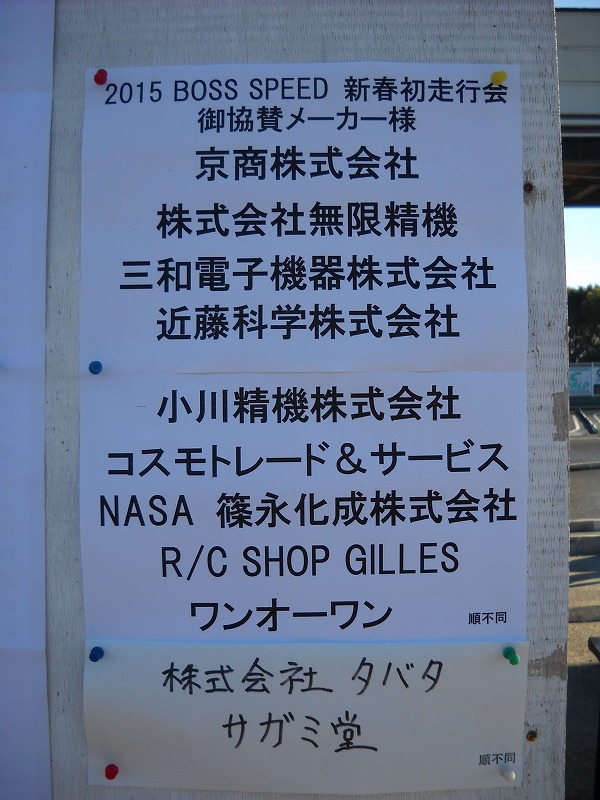 2015 BOSS SPEED 新春初走行会
御協賛メーカー様
京商株式会社
株式会社無限精機
三和電子機器株式会社
近藤科学株式会社
小川精機株式会社
コスモトレード＆サービス
NASA 篠永化成株式会社
R/C SHOP GILLES
ワンオーワン
順不同
株式会社 タバタ
サガミ堂
順不同